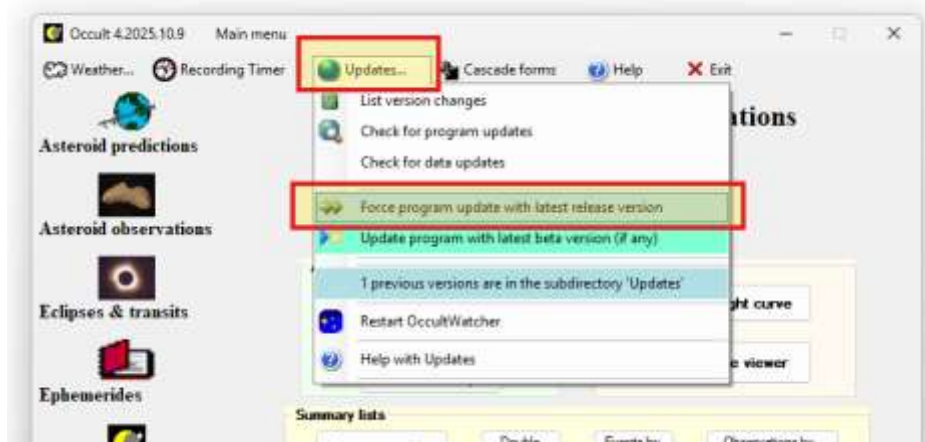 Occult 4.2025.10.9 Main menu
Weather... Recording Timer Updates... Cascade forms Help Exit
List version changes
Check for program updates
Check for data updates
Force program update with latest release version
Update program with latest beta version (if any)
1 previous versions are in the subdirectory 'Updates'
Restart OccultWatcher
Help with Updates
ations
Asteroid predictions
Asteroid observations
Eclipses & transits
Ephemerides
ght curve
e viewer
Summary lists
Double
Events by
Observations by